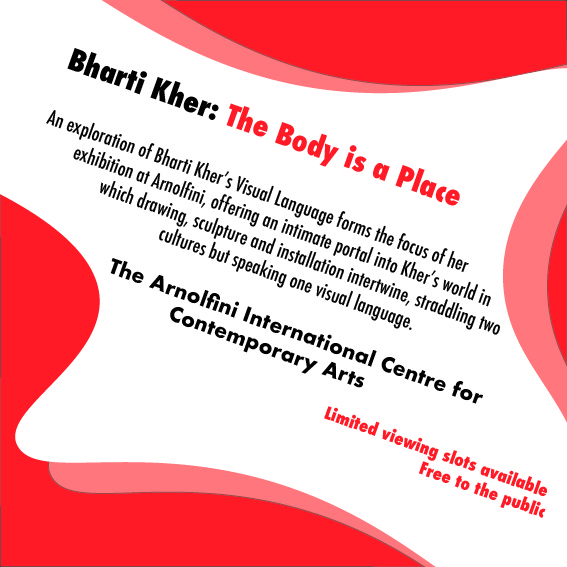 Bharti Kher: The Body is a Place
An exploration of Bharti Kher's Visual Language forms the focus of her
exhibition at Arnolfini, offering an intimate portal into Kher's world in
which drawing, sculpture and installation intertwine, straddling two
cultures but speaking one visual language.
The Arnolfini International Centre for
Contemporary Arts
Limited viewing slots available
Free to the public